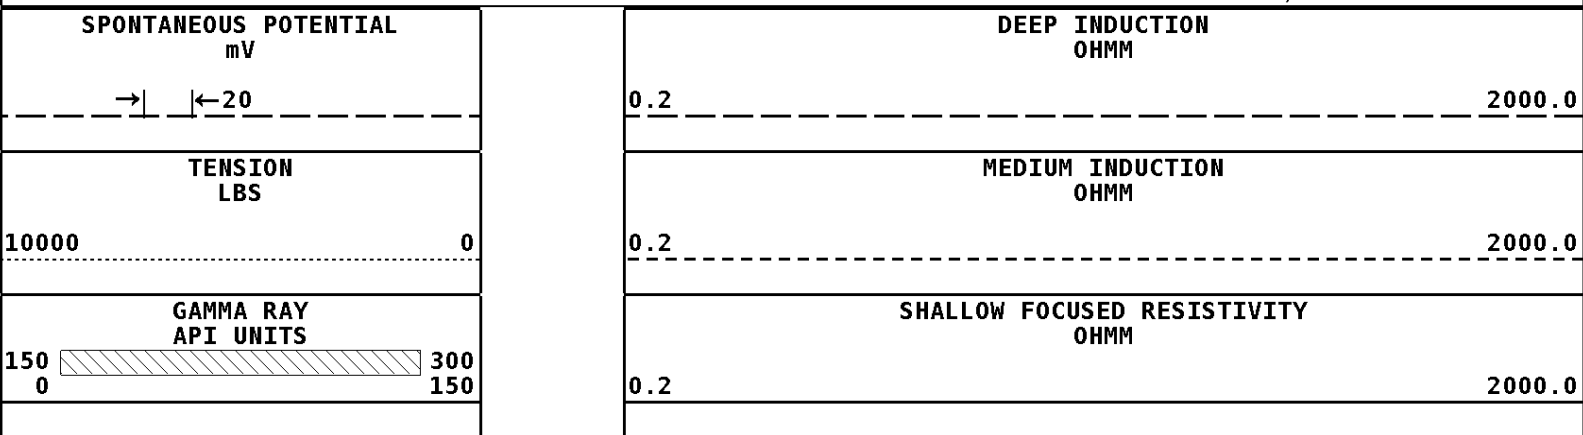 SPONTANEOUS POTENTIAL
mV
→ ←20
TENSION
LBS
10000 0
GAMMA RAY
API UNITS
150 300
0 150
DEEP INDUCTION
OHMM
0.2 2000.0
MEDIUM INDUCTION
OHMM
0.2 2000.0
SHALLOW FOCUSED RESISTIVITY
OHMM
0.2 2000.0